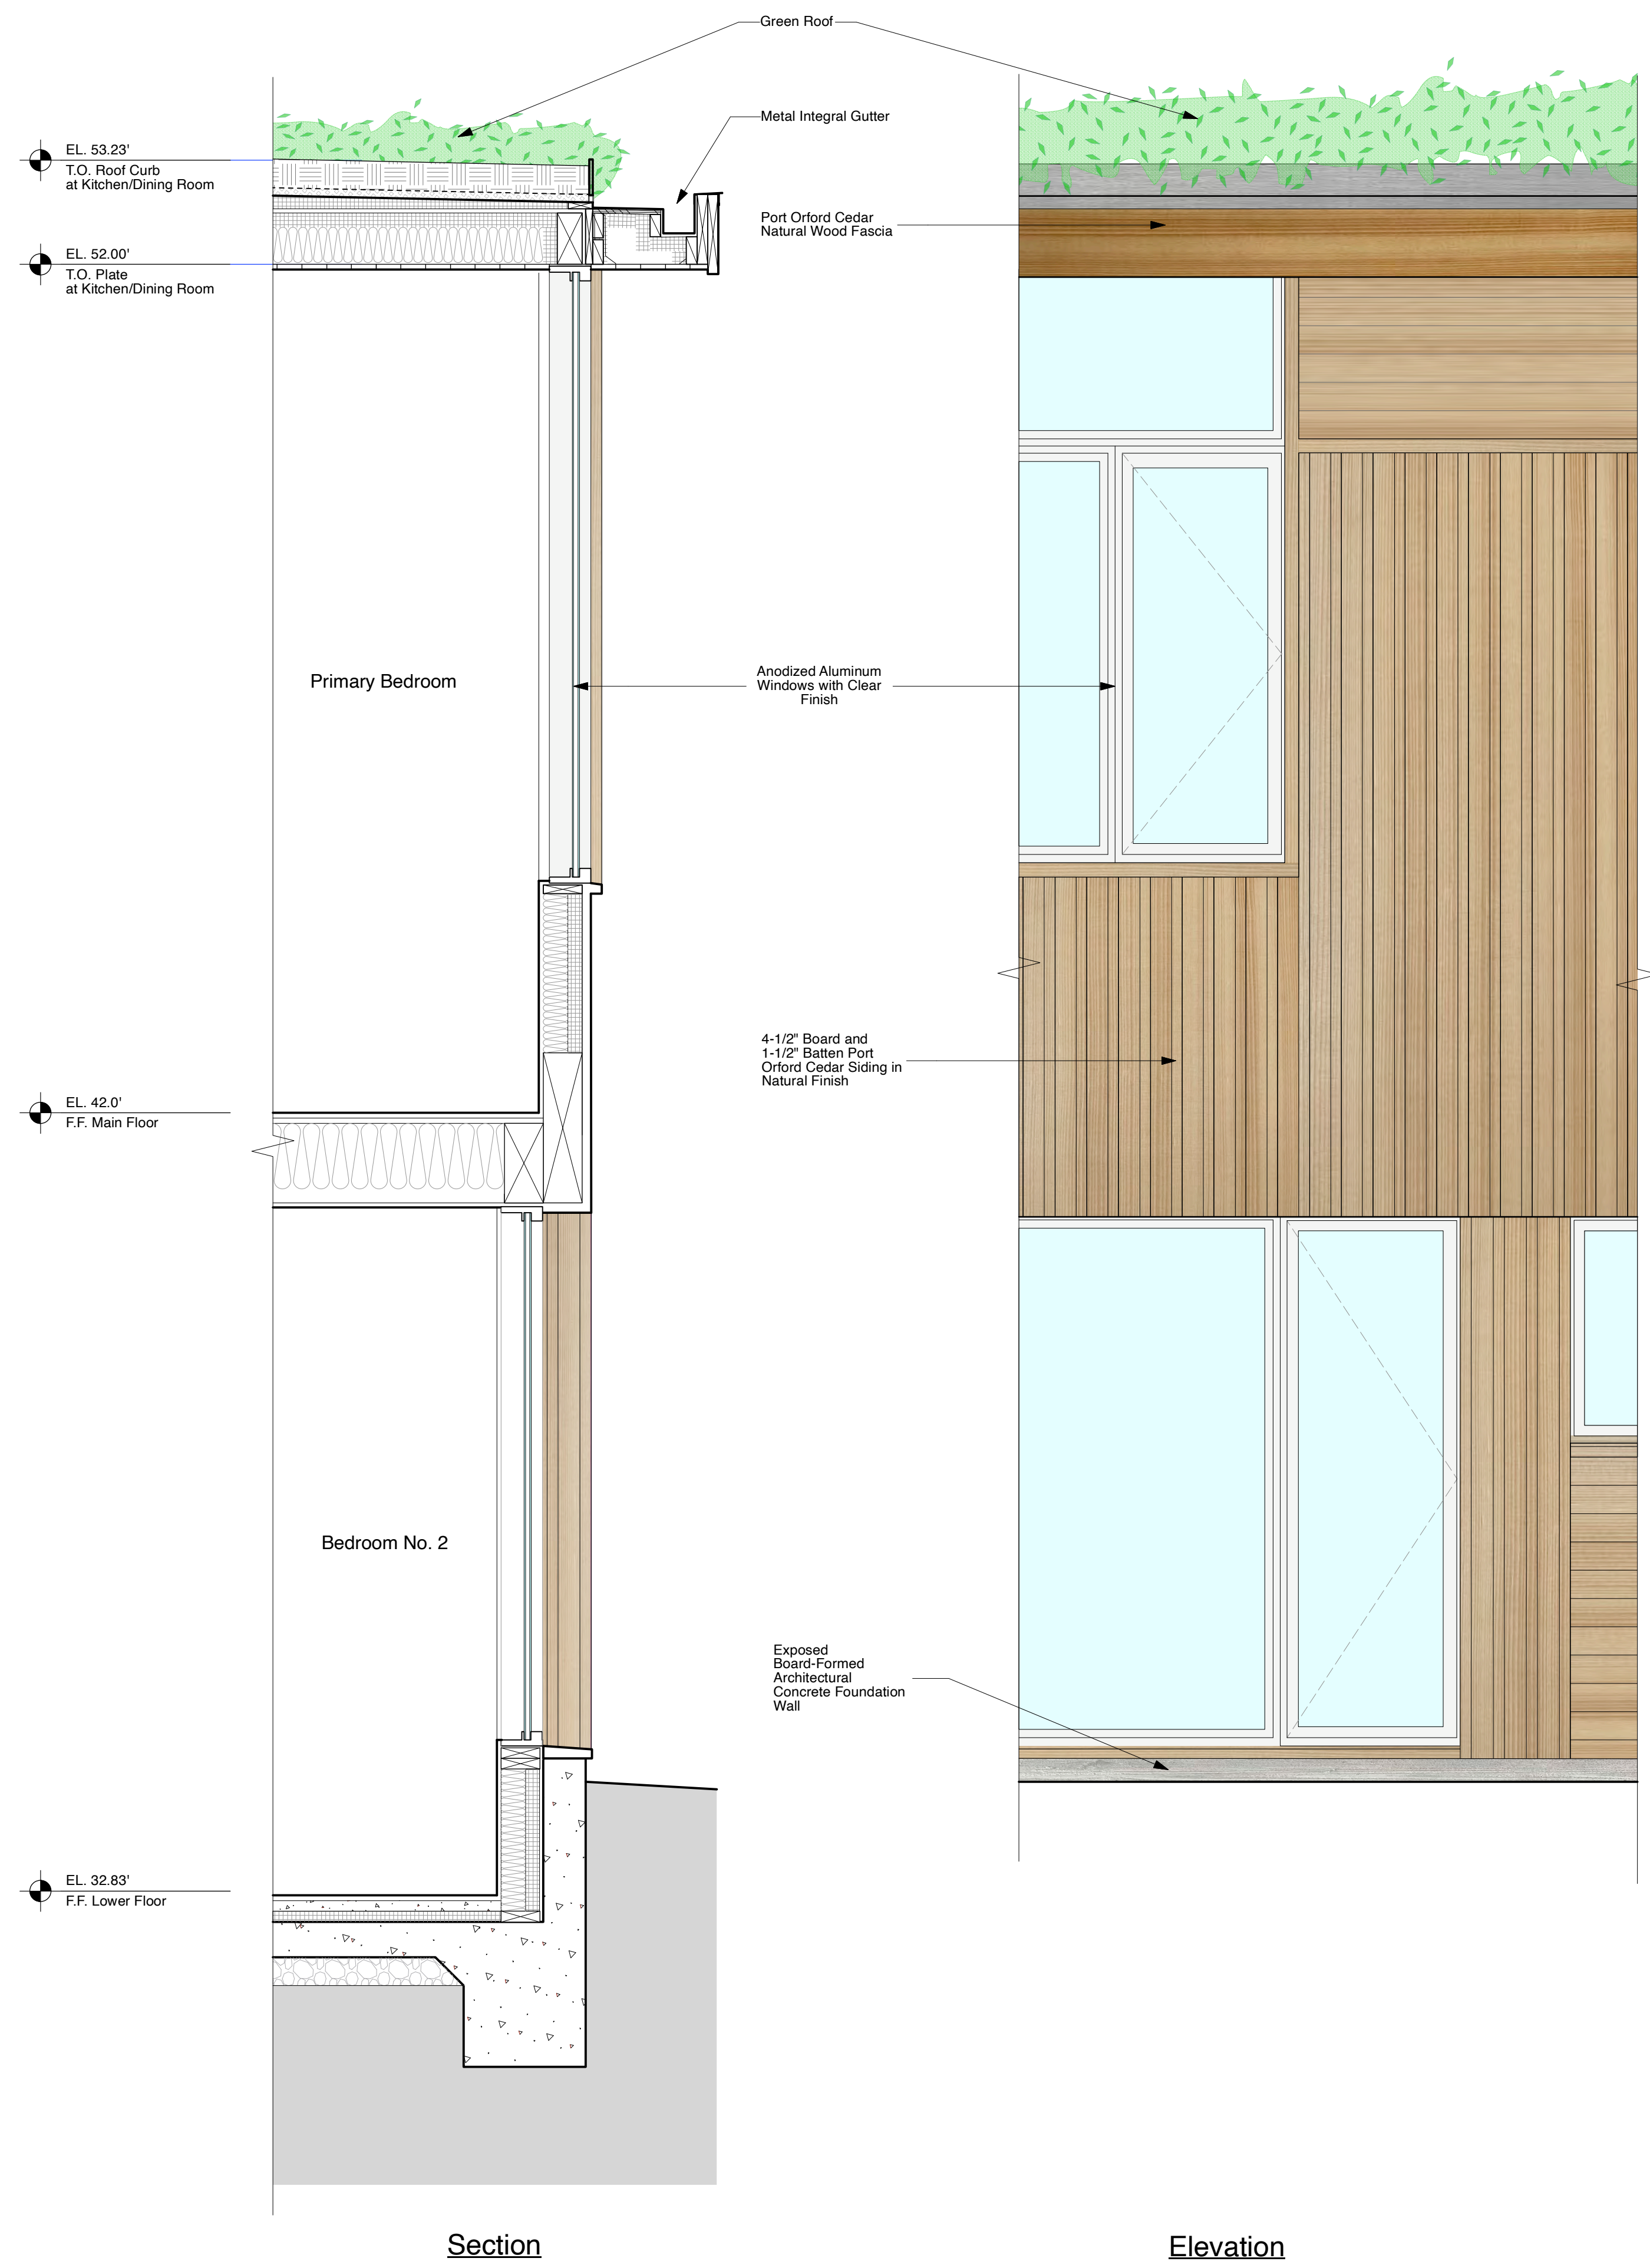 Green Roof
Metal Integral Gutter
EL. 53.23'
T.O. Roof Curb
at Kitchen/Dining Room
Port Orford Cedar
Natural Wood Fascia
EL. 52.00'
T.O. Plate
at Kitchen/Dining Room
Primary Bedroom
Anodized Aluminum
Windows with Clear
Finish
4-1/2" Board and
1-1/2" Batten Port
Orford Cedar Siding in
Natural Finish
EL. 42.0'
F.F. Main Floor
Bedroom No. 2
Exposed
Board-Formed
Architectural
Concrete Foundation
Wall
EL. 32.83'
F.F. Lower Floor
Section
Elevation